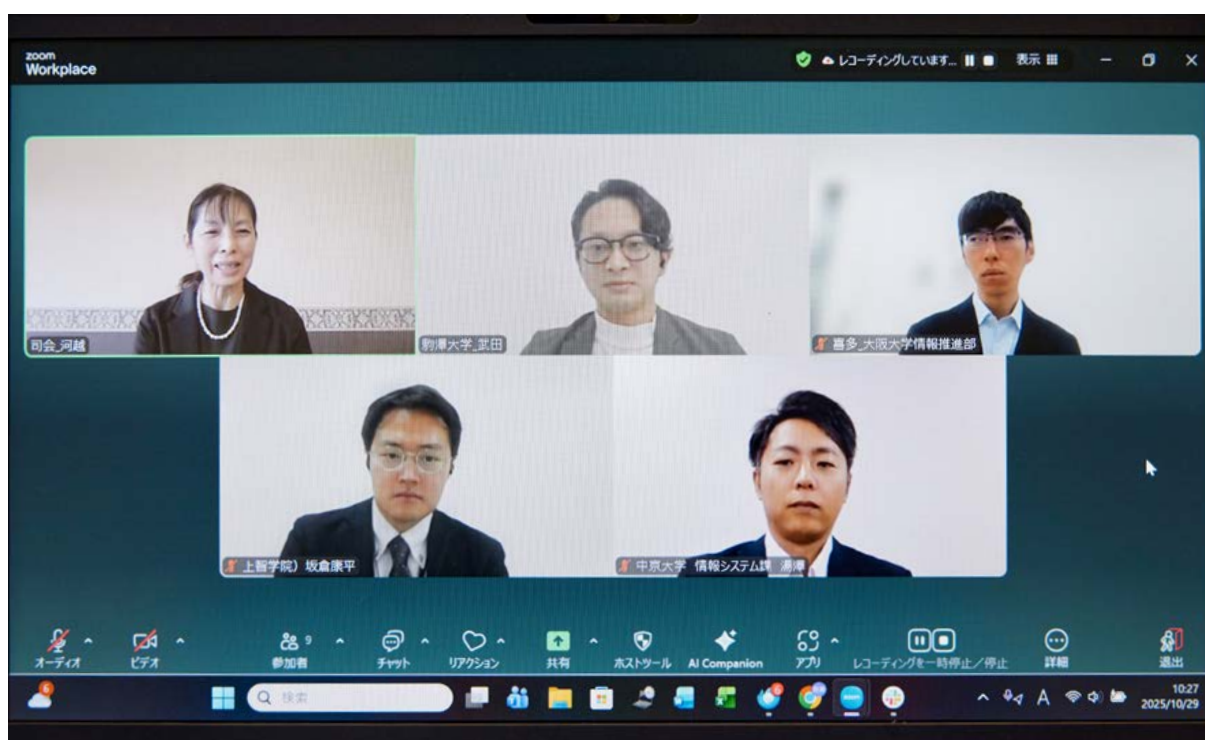 zoom
Workplace
レコーディングしています...
表示
司会_河越
駒澤大学_武田
喜多_大阪大学情報推進部
上智学院）坂倉康平
中京大学 情報システム課 湯澤
オーディオ
ビデオ
9
参加者
チャット
リアクション
共有
ホストツール
AI Companion
アプリ
レコーディングを一時停止／停止
詳細
退出
検索
A
10:27
2025/10/29